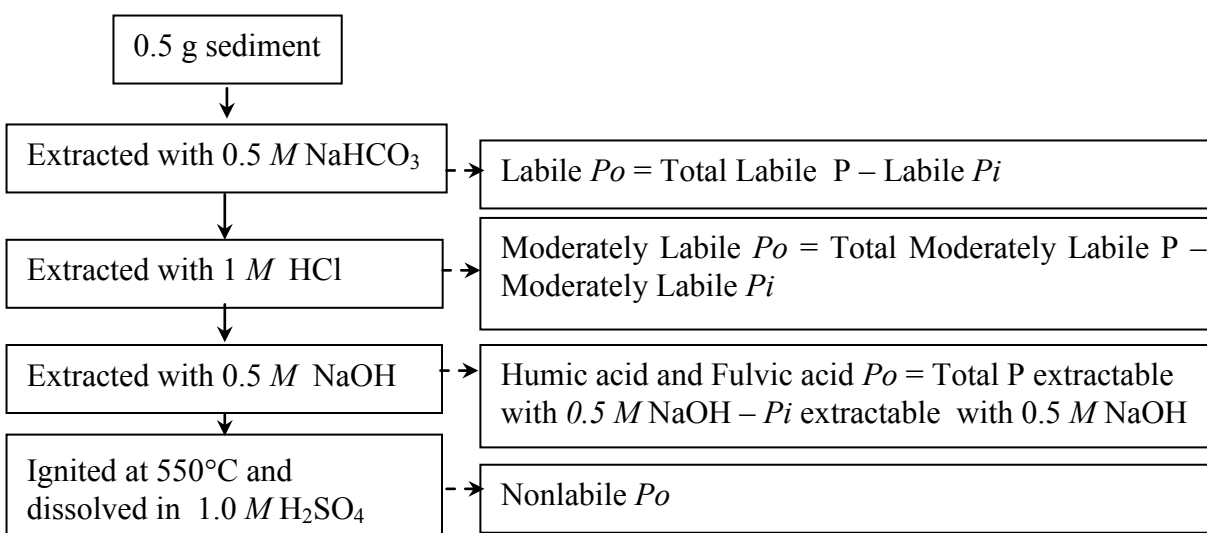 0.5 g sediment
Extracted with 0.5 M NaHCO₃
Labile Po = Total Labile P – Labile Pi
Extracted with 1 M HCl
Moderately Labile Po = Total Moderately Labile P –
Moderately Labile Pi
Extracted with 0.5 M NaOH
Humic acid and Fulvic acid Po = Total P extractable
with 0.5 M NaOH – Pi extractable with 0.5 M NaOH
Ignited at 550°C and
dissolved in 1.0 M H₂SO₄
Nonlabile Po